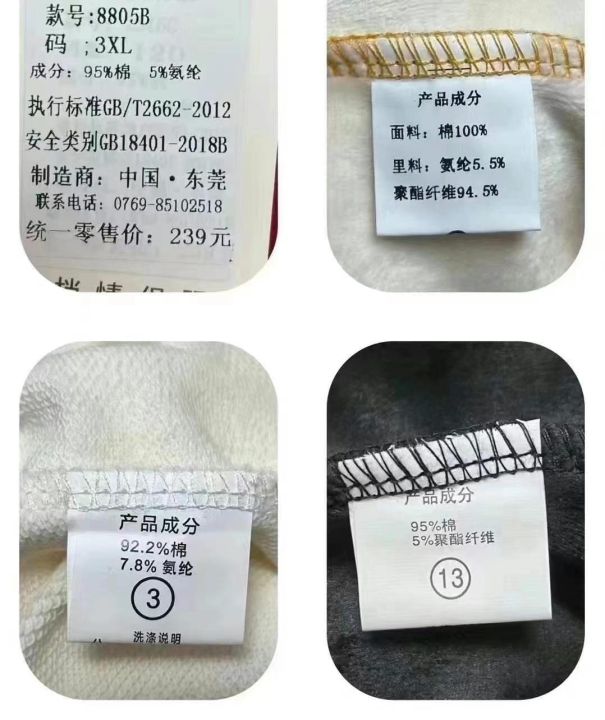 款号:8805B
码 ;3XL
成分: 95%棉 5%氨纶
执行标准GB/T2662-2012
安全类别GB18401-2018B
制造商: 中国·东莞
联系电话: 0769-85102518
统一零售价: 239元
产品成分
面料: 棉100%
里料: 氨纶5.5%
聚酯纤维94.5%
产品成分
92.2%棉
7.8% 氨纶
3
洗涤说明
产品成分
95%棉
5%聚酯纤维
13